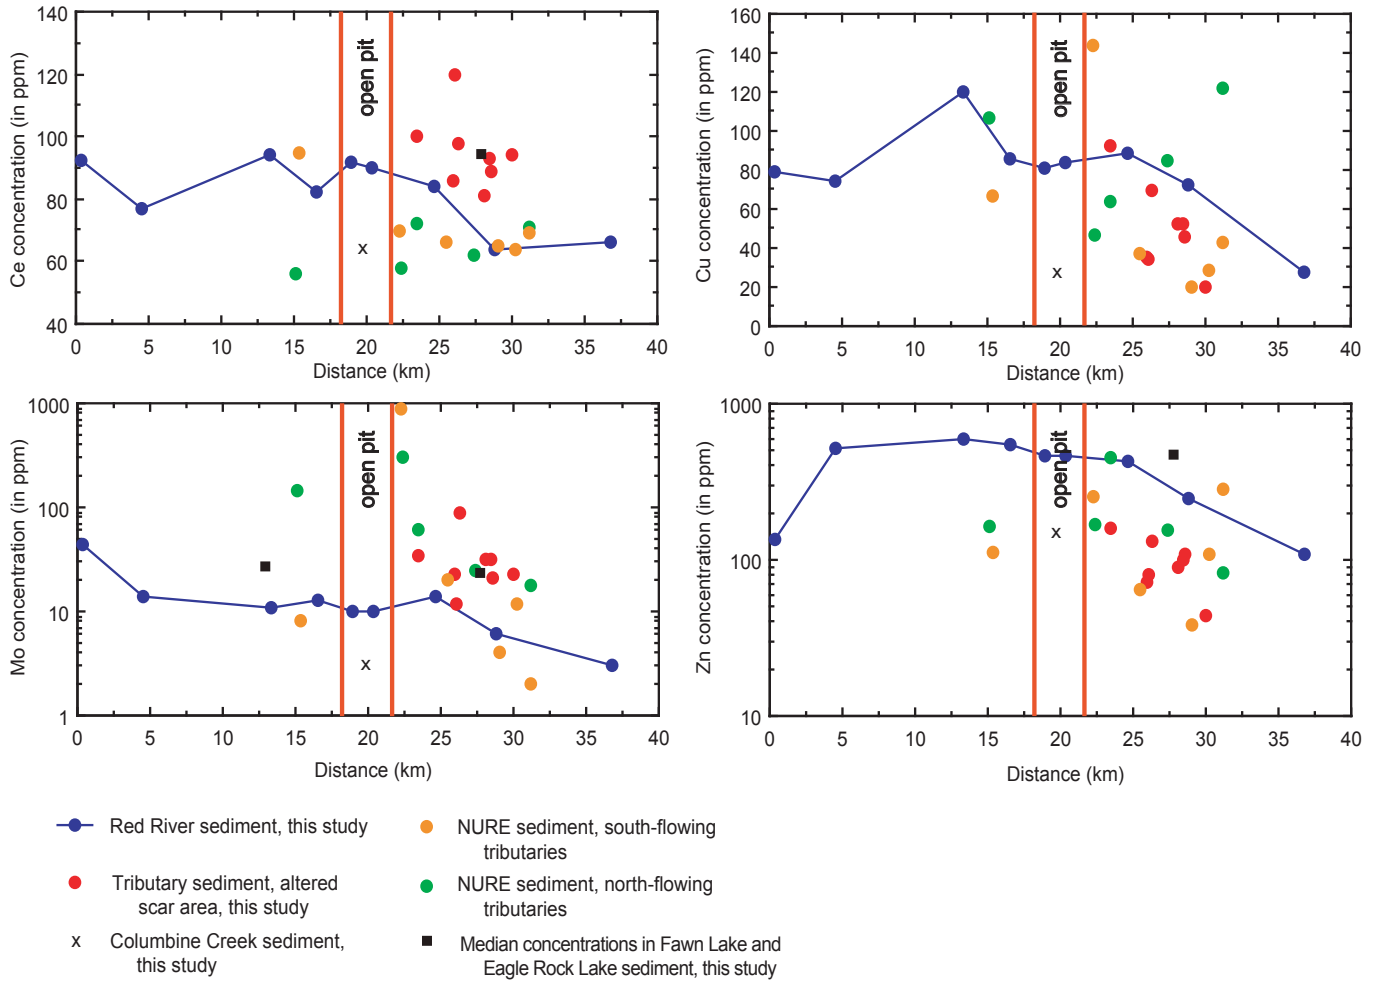 Ce concentration (in ppm)
140
120
100
80
60
40
open pit
0 5 10 15 20 25 30 35 40
Distance (km)
x
Cu concentration (in ppm)
160
140
120
100
80
60
40
20
0
open pit
0 5 10 15 20 25 30 35 40
Distance (km)
x
Mo concentration (in ppm)
1000
100
10
1
open pit
0 5 10 15 20 25 30 35 40
Distance (km)
x
Zn concentration (in ppm)
1000
100
10
open pit
0 5 10 15 20 25 30 35 40
Distance (km)
x
Red River sediment, this study
Tributary sediment, altered
scar area, this study
x Columbine Creek sediment,
this study
NURE sediment, south-flowing
tributaries
NURE sediment, north-flowing
tributaries
Median concentrations in Fawn Lake and
Eagle Rock Lake sediment, this study